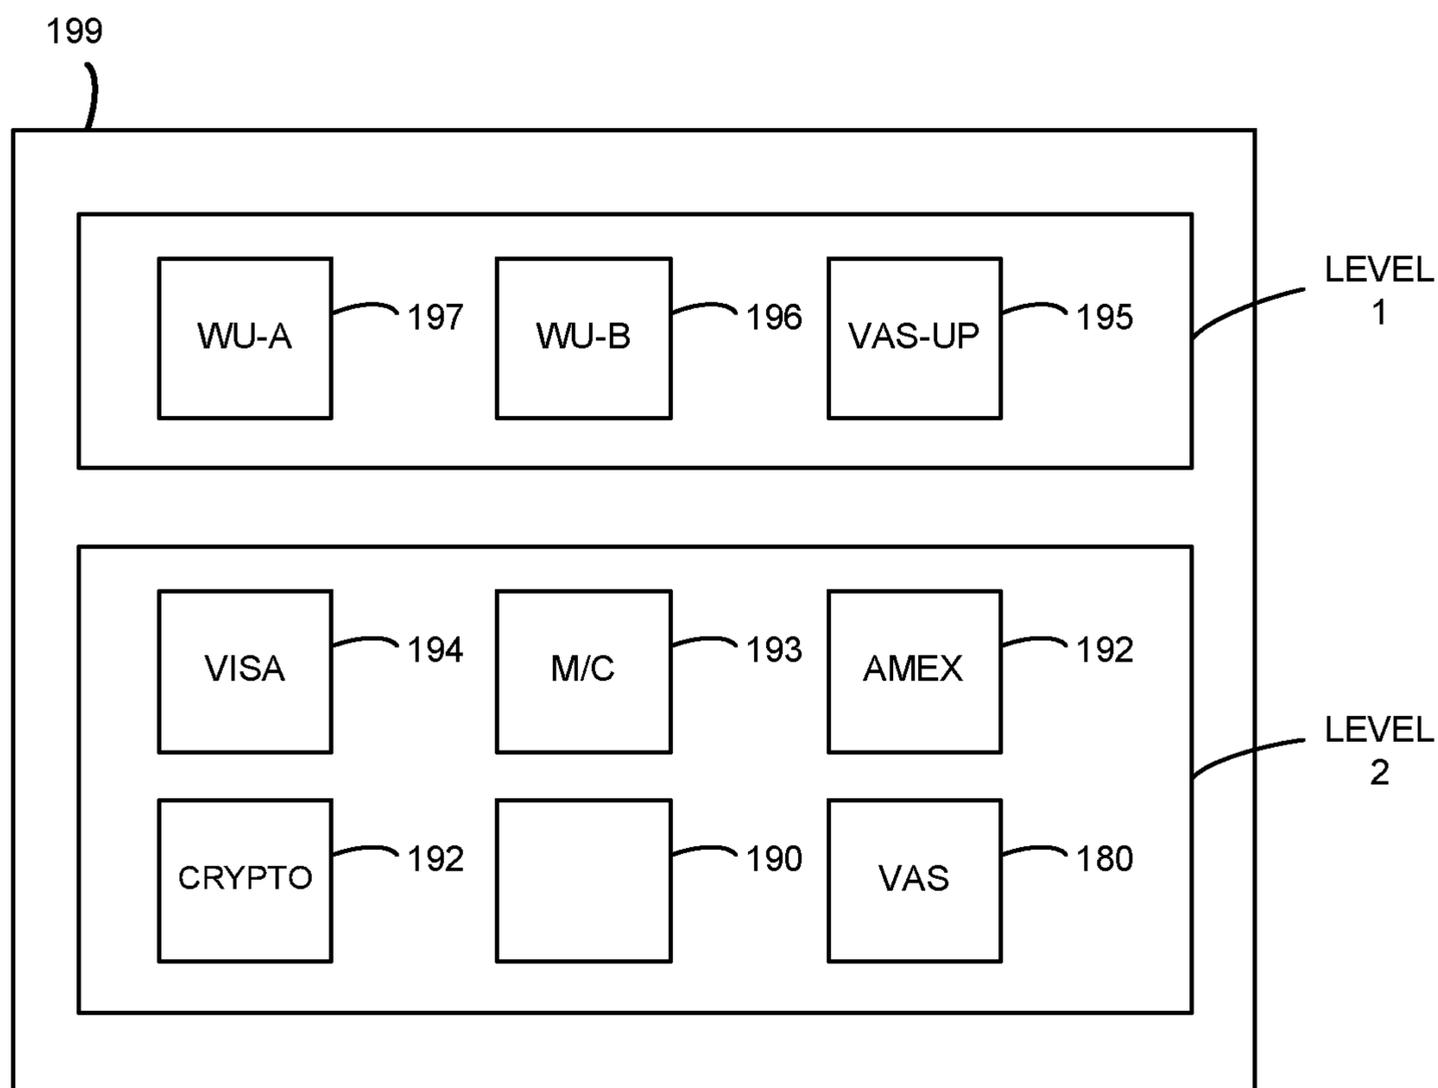 199
LEVEL
1
WU-A
197
WU-B
196
VAS-UP
195
VISA
194
M/C
193
AMEX
192
LEVEL
2
CRYPTO
192
190
VAS
180